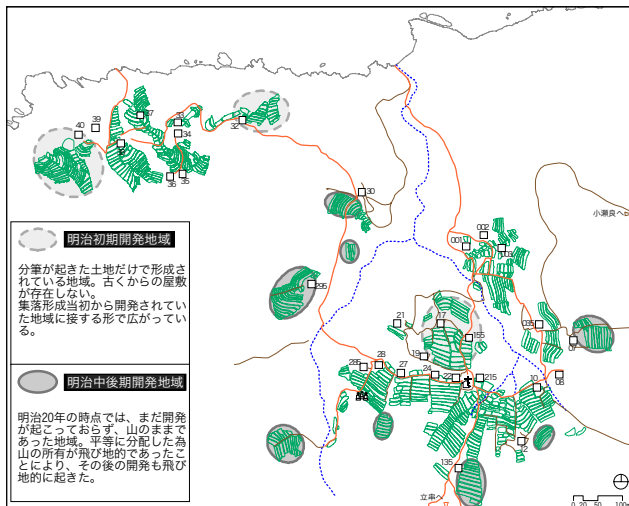 小瀬良へ
40
39
37
33
34
32
38
36
35
30
002
001
003
明治初期開発地域
分筆が起きた土地だけで形成さ
れている地域。古くからの屋敷
が存在しない。
集落形成当初から開発されてい
た地域に接する形で広がってい
る。
295
21
17
155
035
07
19
285
28
27
24
22
215
10
08
明治中後期開発地域
明治20年の時点では、まだ開発
が起こっておらず、山のままで
あった地域。平等に分配した為
山の所有が飛び地的であったこ
とにより、その後の開発も飛び
地的に起きた。
12
135
立串へ
0 20 50 100m